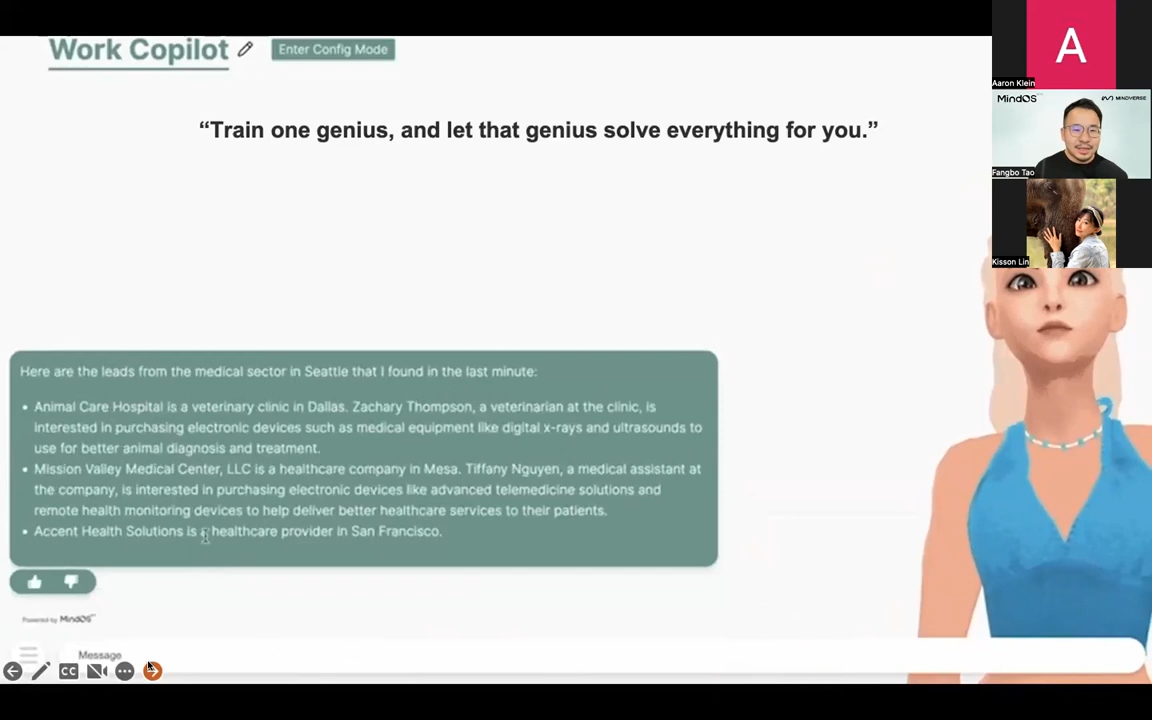 Work Copilot
Enter Config Mode
“Train one genius, and let that genius solve everything for you.”
Here are the leads from the medical sector in Seattle that I found in the last minute:
• Animal Care Hospital is a veterinary clinic in Dallas. Zachary Thompson, a veterinarian at the clinic, is
interested in purchasing electronic devices such as medical equipment like digital x-rays and ultrasounds to
use for better animal diagnosis and treatment.
• Mission Valley Medical Center, LLC is a healthcare company in Mesa. Tiffany Nguyen, a medical assistant at
the company, is interested in purchasing electronic devices like advanced telemedicine solutions and
remote health monitoring devices to help deliver better healthcare services to their patients.
• Accent Health Solutions is a healthcare provider in San Francisco.
Powered by MindOS
Message
CC
A
Aaron Klein
MindOS
MINDVERSE
Fangbo Tao
Kisson Lin